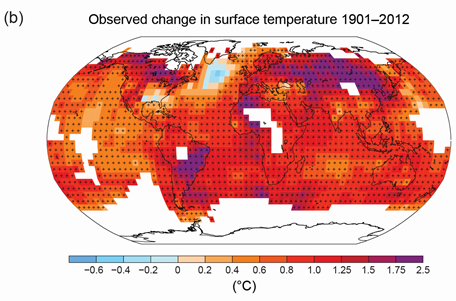 (b)
Observed change in surface temperature 1901–2012
−0.6 −0.4 −0.2 0 0.2 0.4 0.6 0.8 1.0 1.25 1.5 1.75 2.5
(°C)